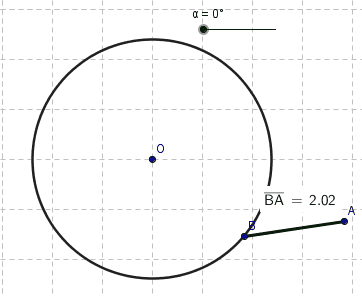 α = 0°
O
BA = 2.02
A
B